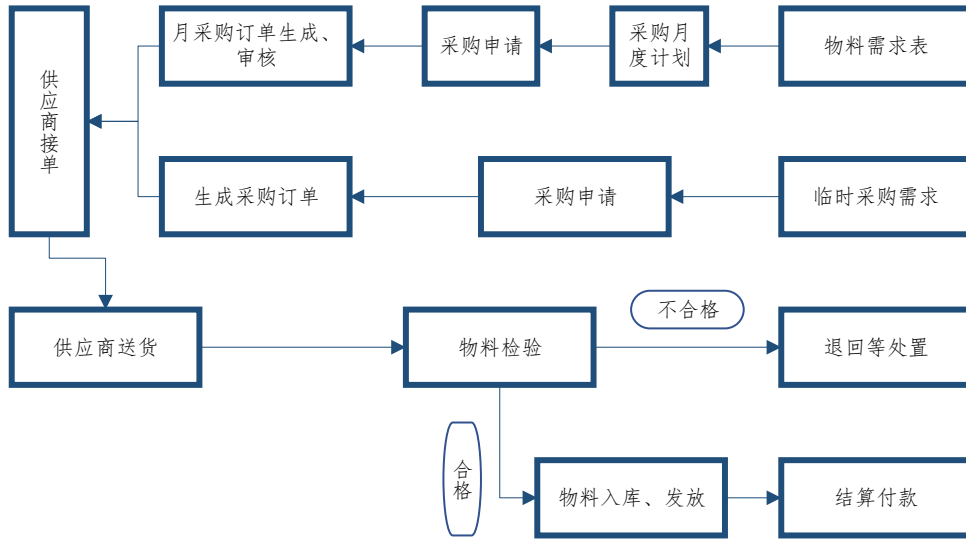 月采购订单生成、
审核
采购申请
采购月
度计划
物料需求表
供应商接单
生成采购订单
采购申请
临时采购需求
供应商送货
物料检验
不合格
退回等处置
合格
物料入库、发放
结算付款